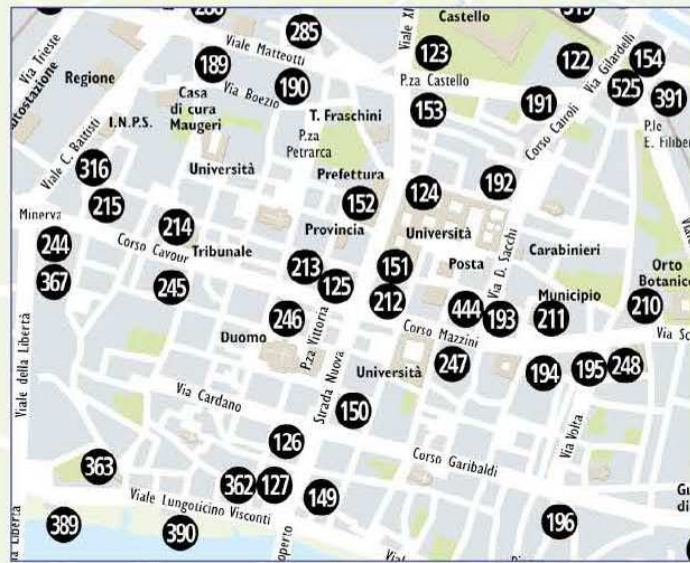 Castello
285
Viale XI
Viale Matteotti
123
122
Via Gilardelli
154
Via Trieste
189
Regione
Casa
di cura
Maugeri
Via Boezio
190
P.za Castello
525
391
191
153
T. Fraschini
I.N.P.S.
P.za
Petrarca
Corso Cairoli
P.le
E. Filiber
Viale C. Battisti
316
Università
Prefettura
124
192
215
152
Minerva
214
Provincia
Università
Via D. Sacchi
Carabinieri
244
Corso Cavour
Tribunale
213
151
Posta
Orto
Botanico
367
245
125
212
444
193
Municipio
211
210
246
Duomo
P.za Vittoria
Corso Mazzini
Via Sc
Viale della Libertà
Strada Nuova
Università
247
194
195
248
Via Cardano
150
Via Volta
126
Corso Garibaldi
363
362
127
149
Viale Lungoticino Visconti
389
390
196
operto